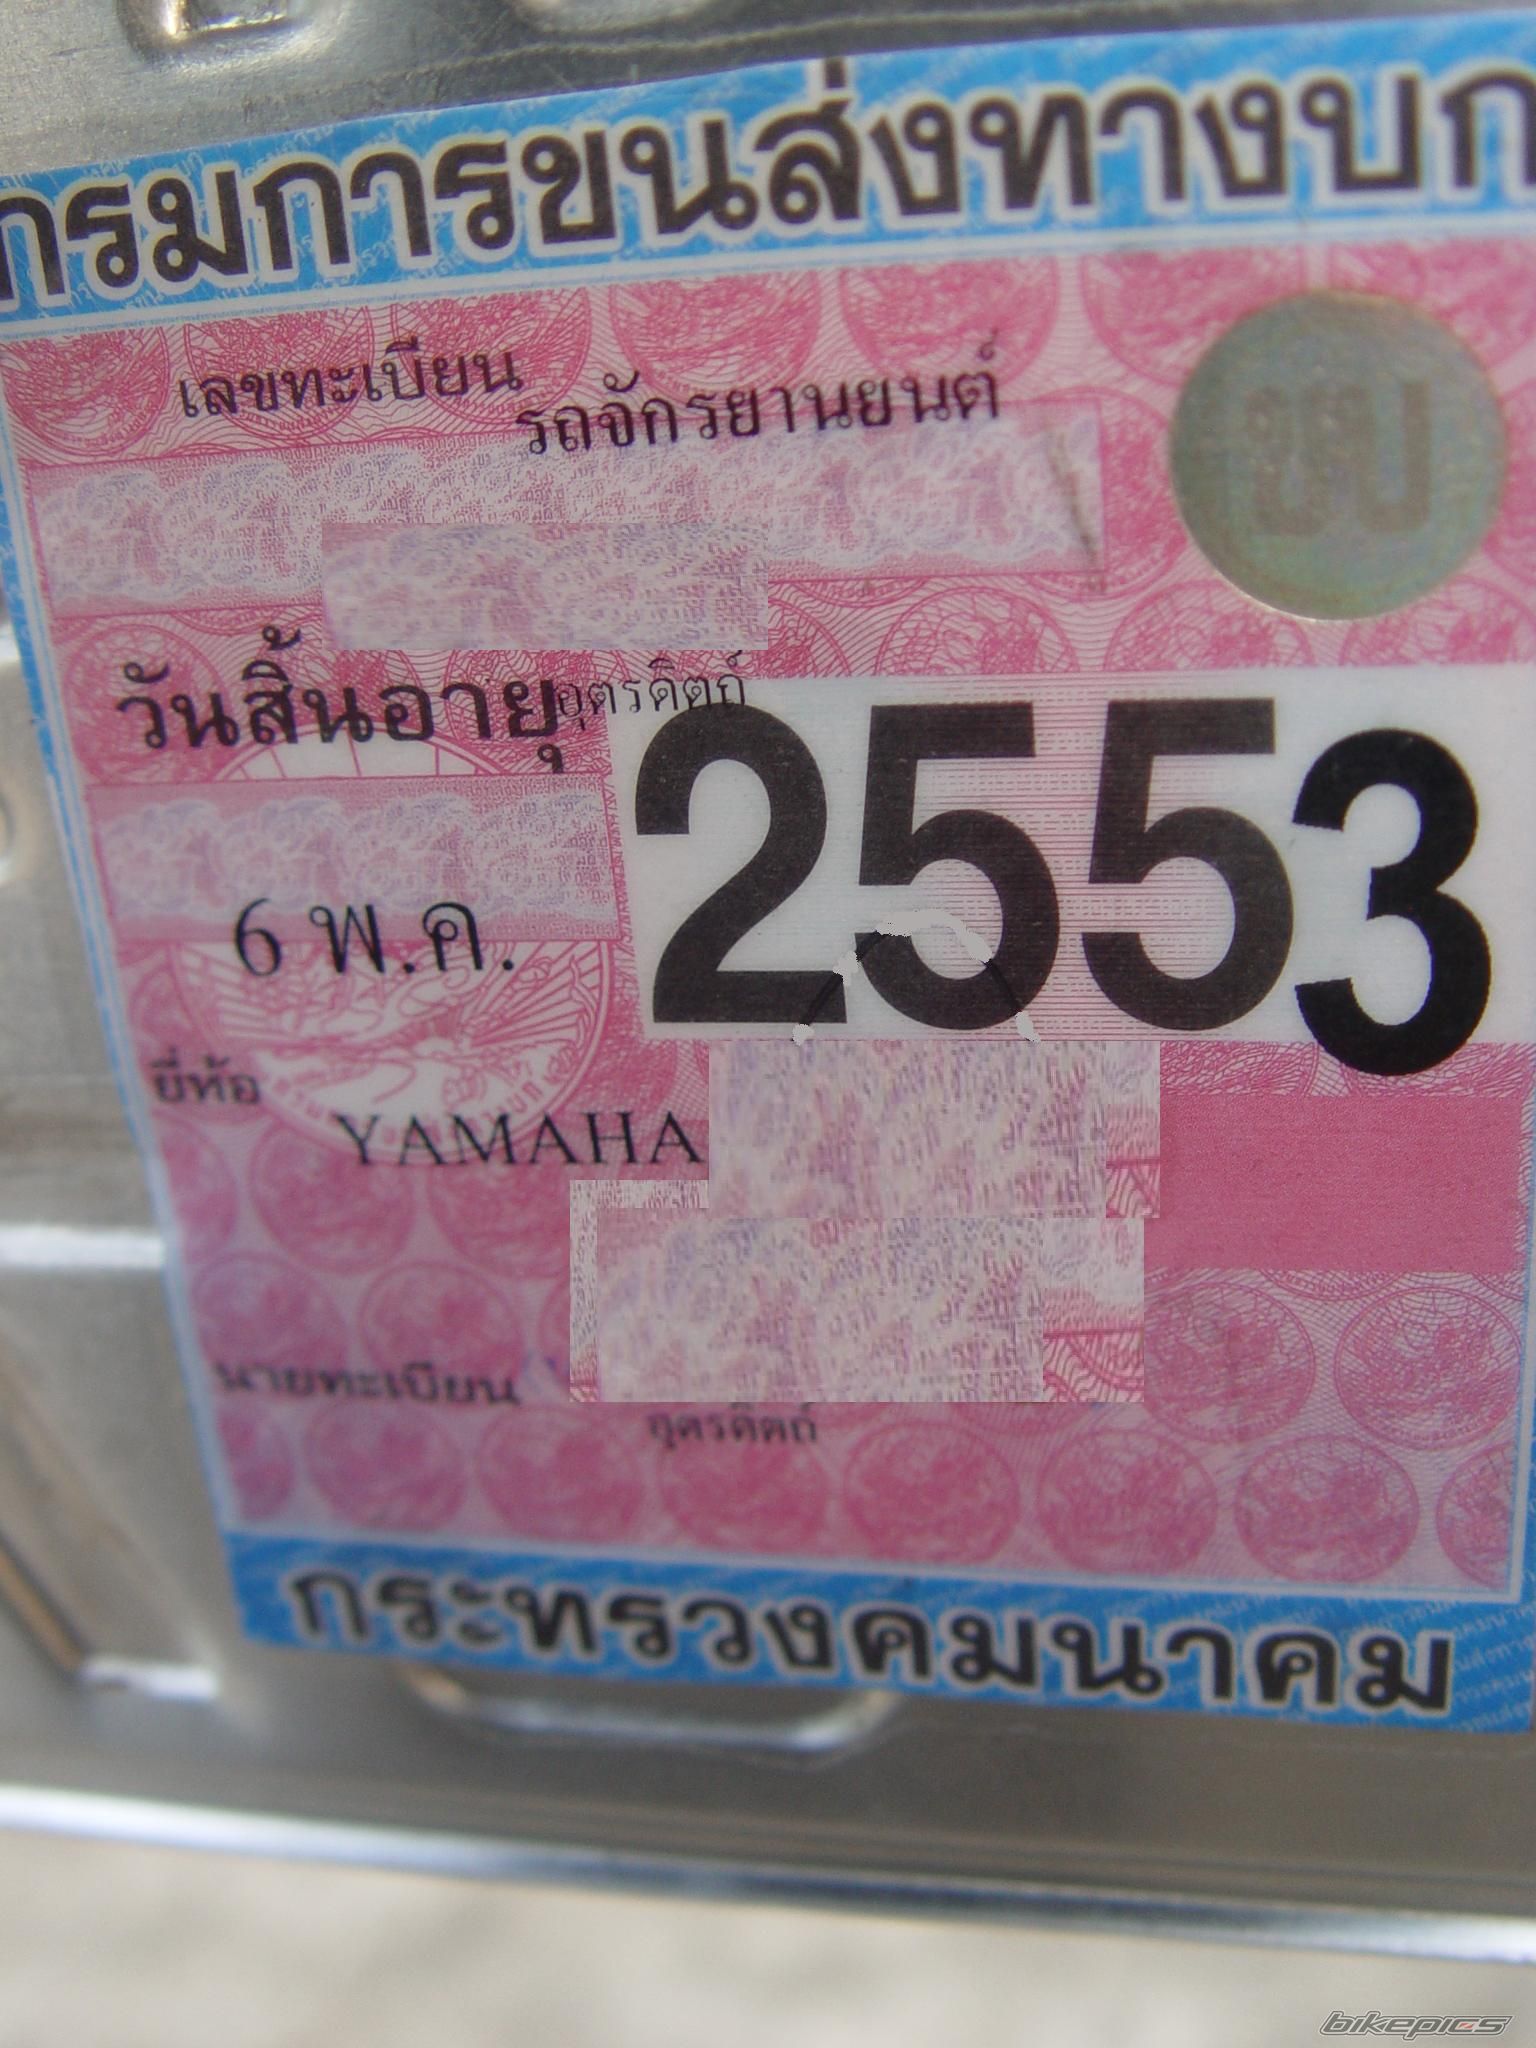 กรมการขนส่งทางบก
เลขทะเบียน
รถจักรยานยนต์
ขบ
อุตรดิตถ์
วันสิ้นอายุ
2553
6 พ.ค.
ยี่ห้อ
YAMAHA
นายทะเบียน
อุตรดิตถ์
กระทรวงคมนาคม
bikepics